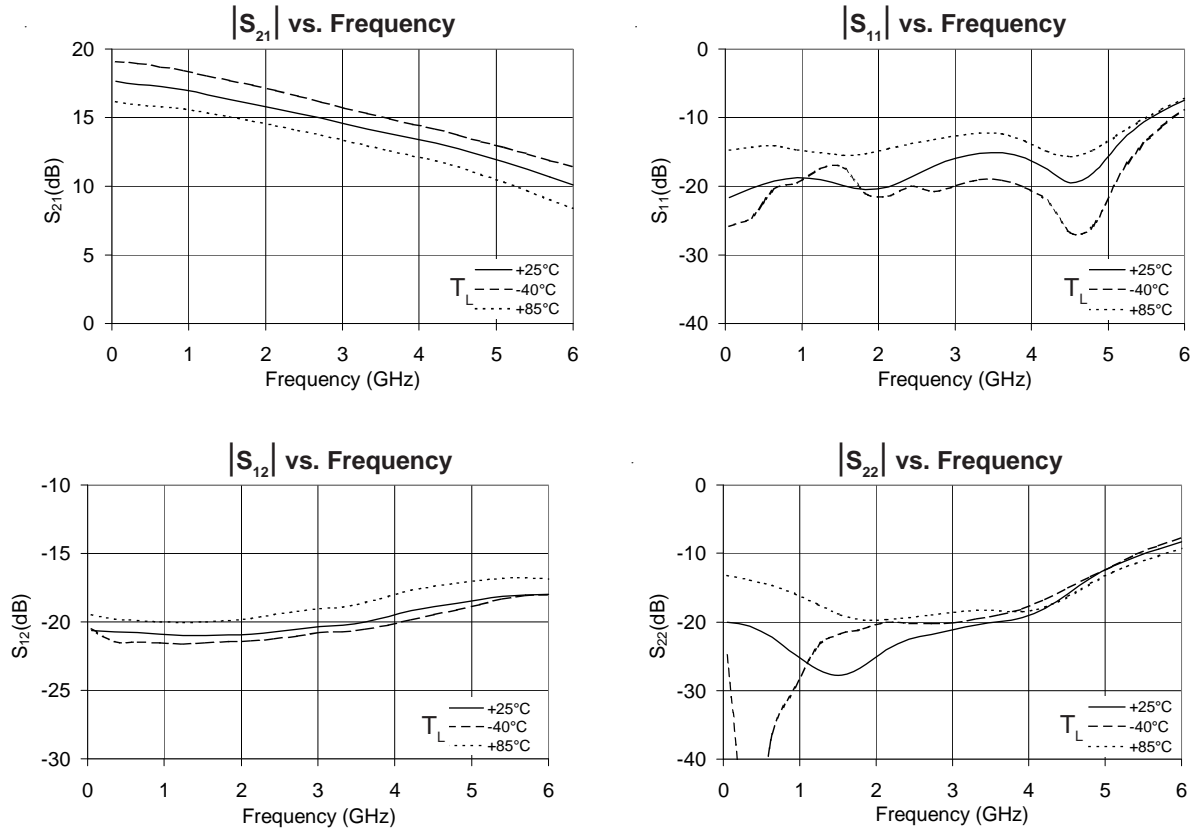 |S21| vs. Frequency
20
15
10
5
0
S21(dB)
0 1 2 3 4 5 6
Frequency (GHz)
TL
+25°C
-40°C
+85°C
|S11| vs. Frequency
0
-10
-20
-30
-40
S11(dB)
0 1 2 3 4 5 6
Frequency (GHz)
TL
+25°C
-40°C
+85°C
|S12| vs. Frequency
-10
-15
-20
-25
-30
S12(dB)
0 1 2 3 4 5 6
Frequency (GHz)
TL
+25°C
-40°C
+85°C
|S22| vs. Frequency
0
-10
-20
-30
-40
S22(dB)
0 1 2 3 4 5 6
Frequency (GHz)
TL
+25°C
-40°C
+85°C